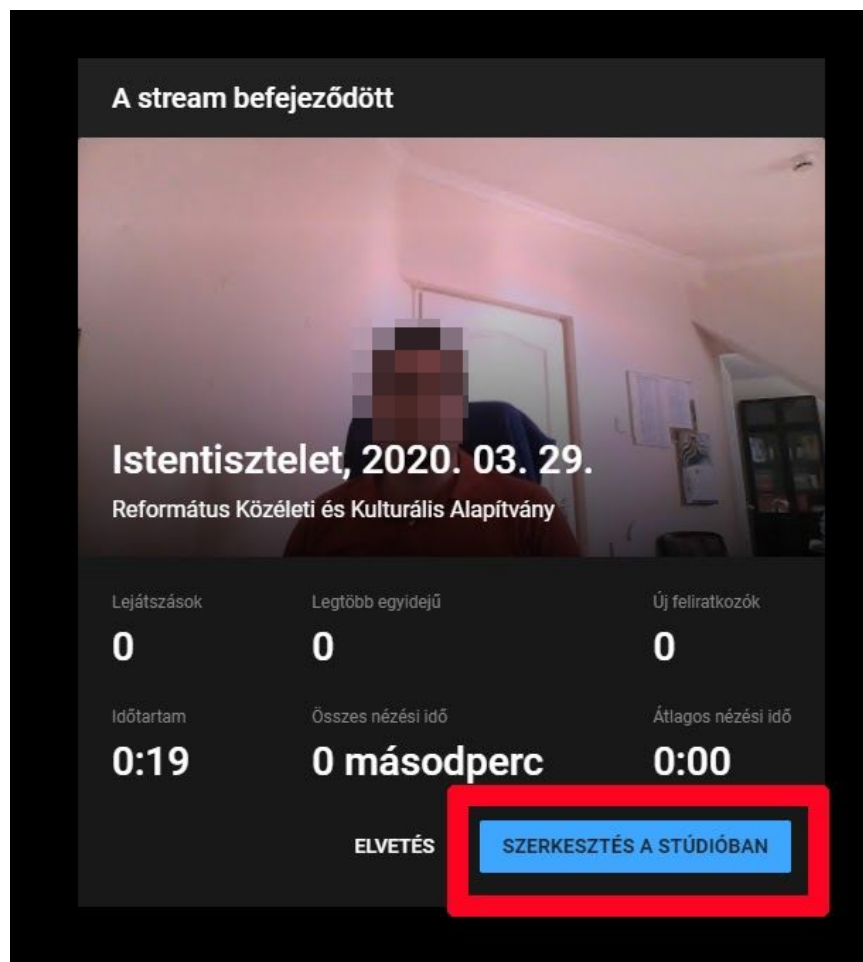 A stream befejeződött
Istentisztelet, 2020. 03. 29.
Református Közéleti és Kulturális Alapítvány
Lejátszások
Legtöbb egyidejű
Új feliratkozók
0
0
0
Időtartam
Összes nézési idő
Átlagos nézési idő
0:19
0 másodperc
0:00
ELVETÉS
SZERKESZTÉS A STÚDIÓBAN